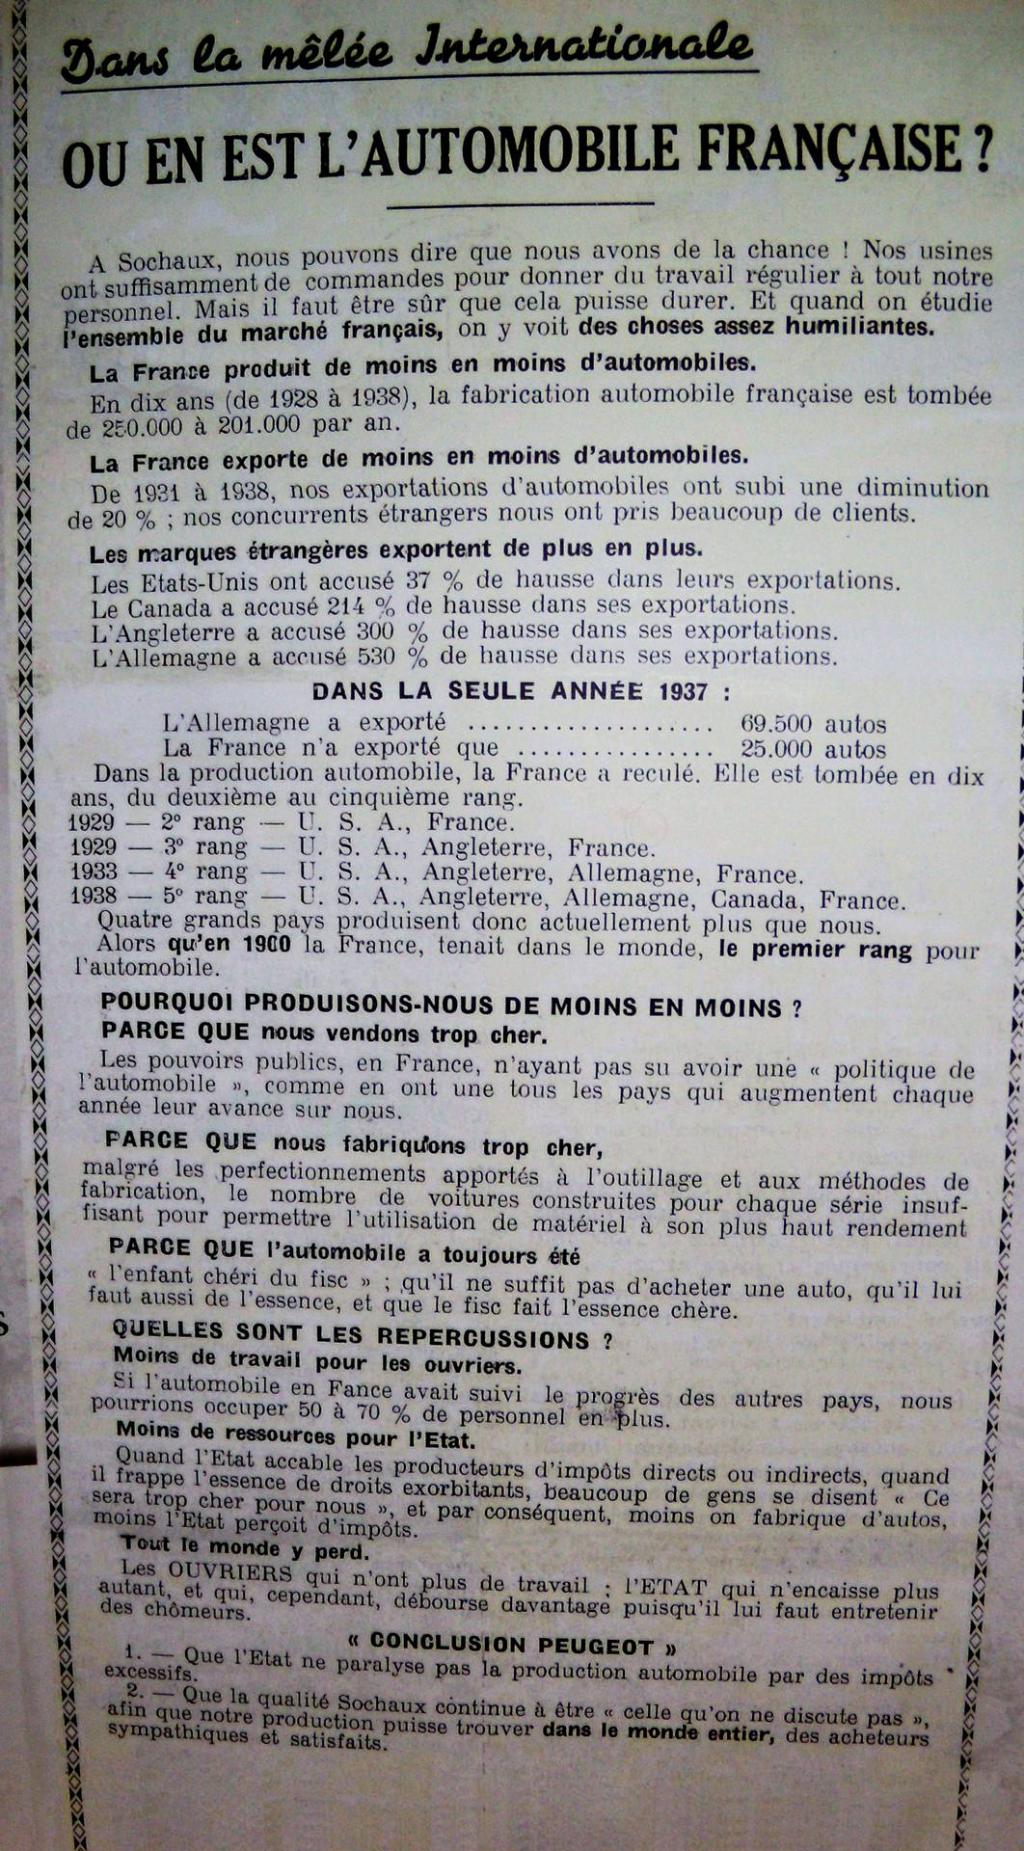 Dans la mêlée Internationale
OU EN EST L'AUTOMOBILE FRANÇAISE ?
A Sochaux, nous pouvons dire que nous avons de la chance ! Nos usines
ont suffisamment de commandes pour donner du travail régulier à tout notre
personnel. Mais il faut être sûr que cela puisse durer. Et quand on étudie
l'ensemble du marché français, on y voit des choses assez humiliantes.
La France produit de moins en moins d'automobiles.
En dix ans (de 1928 à 1938), la fabrication automobile française est tombée
de 250.000 à 201.000 par an.
La France exporte de moins en moins d'automobiles.
De 1931 à 1938, nos exportations d'automobiles ont subi une diminution
de 20 % ; nos concurrents étrangers nous ont pris beaucoup de clients.
Les marques étrangères exportent de plus en plus.
Les Etats-Unis ont accusé 37 % de hausse dans leurs exportations.
Le Canada a accusé 214 % de hausse dans ses exportations.
L'Angleterre a accusé 300 % de hausse dans ses exportations.
L'Allemagne a accusé 530 % de hausse dans ses exportations.
DANS LA SEULE ANNÉE 1937 :
L'Allemagne a exporté ..................... 69.500 autos
La France n'a exporté que ................ 25.000 autos
Dans la production automobile, la France a reculé. Elle est tombée en dix
ans, du deuxième au cinquième rang.
1929 — 2° rang — U. S. A., France.
1929 — 3° rang — U. S. A., Angleterre, France.
1933 — 4° rang — U. S. A., Angleterre, Allemagne, France.
1938 — 5° rang — U. S. A., Angleterre, Allemagne, Canada, France.
Quatre grands pays produisent donc actuellement plus que nous.
Alors qu'en 1900 la France, tenait dans le monde, le premier rang pour
l'automobile.
POURQUOI PRODUISONS-NOUS DE MOINS EN MOINS ?
PARCE QUE nous vendons trop cher.
Les pouvoirs publics, en France, n'ayant pas su avoir une « politique de
l'automobile », comme en ont une tous les pays qui augmentent chaque
année leur avance sur nous.
PARCE QUE nous fabriquons trop cher,
malgré les perfectionnements apportés à l'outillage et aux méthodes de
fabrication, le nombre de voitures construites pour chaque série insuf-
fisant pour permettre l'utilisation de matériel à son plus haut rendement
PARCE QUE l'automobile a toujours été
« l'enfant chéri du fisc » ; qu'il ne suffit pas d'acheter une auto, qu'il lui
faut aussi de l'essence, et que le fisc fait l'essence chère.
QUELLES SONT LES REPERCUSSIONS ?
Moins de travail pour les ouvriers.
Si l'automobile en Fance avait suivi le progrès des autres pays, nous
pourrions occuper 50 à 70 % de personnel en plus.
Moins de ressources pour l'Etat.
Quand l'Etat accable les producteurs d'impôts directs ou indirects, quand
il frappe l'essence de droits exorbitants, beaucoup de gens se disent « Ce
sera trop cher pour nous », et par conséquent, moins on fabrique d'autos,
moins l'Etat perçoit d'impôts.
Tout le monde y perd.
Les OUVRIERS qui n'ont plus de travail ; l'ETAT qui n'encaisse plus
autant, et qui, cependant, débourse davantage puisqu'il lui faut entretenir
des chômeurs.
« CONCLUSION PEUGEOT »
1. — Que l'Etat ne paralyse pas la production automobile par des impôts
excessifs.
2. — Que la qualité Sochaux continue à être « celle qu'on ne discute pas »,
afin que notre production puisse trouver dans le monde entier, des acheteurs
sympathiques et satisfaits.